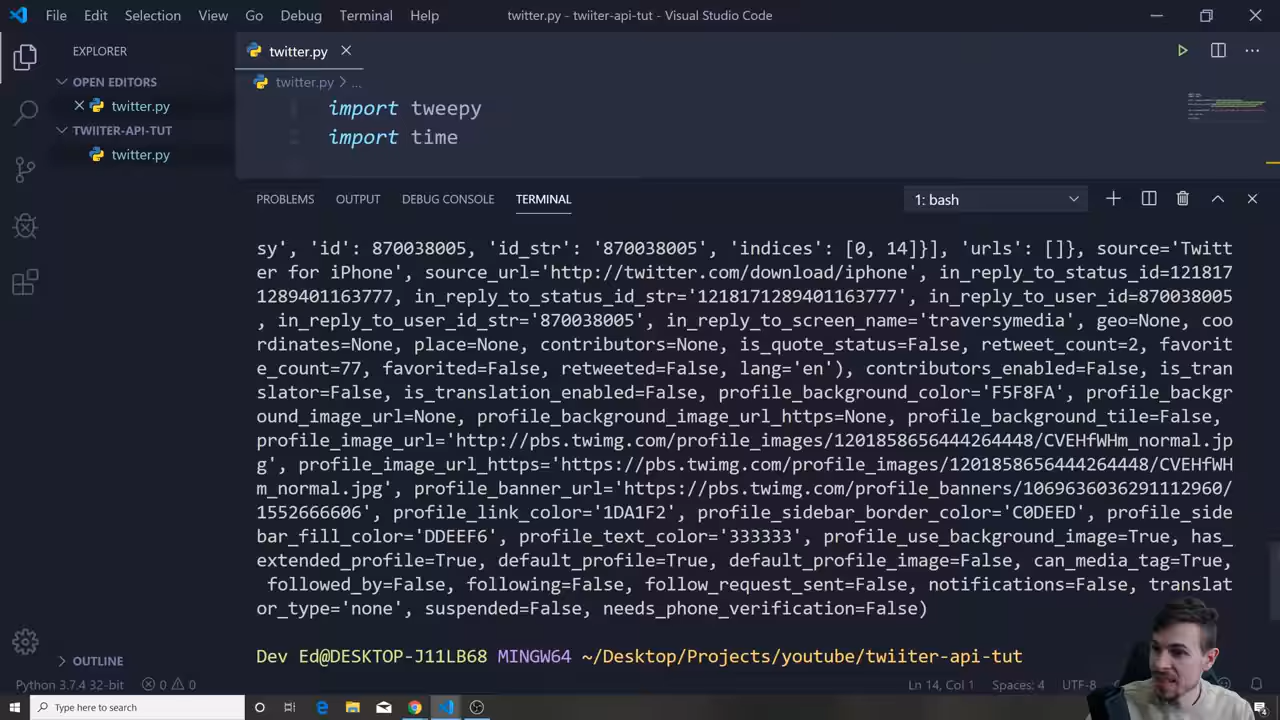 File Edit Selection View Go Debug Terminal Help twitter.py - twiiter-api-tut - Visual Studio Code
EXPLORER
OPEN EDITORS
twitter.py
TWIITER-API-TUT
twitter.py
twitter.py
twitter.py > ...
import tweepy
import time
PROBLEMS OUTPUT DEBUG CONSOLE TERMINAL 1: bash
sy', 'id': 870038005, 'id_str': '870038005', 'indices': [0, 14]}], 'urls': []}, source='Twitt
er for iPhone', source_url='http://twitter.com/download/iphone', in_reply_to_status_id=121817
1289401163777, in_reply_to_status_id_str='1218171289401163777', in_reply_to_user_id=870038005
, in_reply_to_user_id_str='870038005', in_reply_to_screen_name='traversymedia', geo=None, coo
rdinates=None, place=None, contributors=None, is_quote_status=False, retweet_count=2, favorit
e_count=77, favorited=False, retweeted=False, lang='en'), contributors_enabled=False, is_tran
slator=False, is_translation_enabled=False, profile_background_color='F5F8FA', profile_backgr
ound_image_url=None, profile_background_image_url_https=None, profile_background_tile=False,
profile_image_url='http://pbs.twimg.com/profile_images/1201858656444264448/CVEHfWHm_normal.jp
g', profile_image_url_https='https://pbs.twimg.com/profile_images/1201858656444264448/CVEHfWH
m_normal.jpg', profile_banner_url='https://pbs.twimg.com/profile_banners/1069636036291112960/
1552666606', profile_link_color='1DA1F2', profile_sidebar_border_color='C0DEED', profile_side
bar_fill_color='DDEEF6', profile_text_color='333333', profile_use_background_image=True, has_
extended_profile=True, default_profile=True, default_profile_image=False, can_media_tag=True,
followed_by=False, following=False, follow_request_sent=False, notifications=False, translat
or_type='none', suspended=False, needs_phone_verification=False)
Dev Ed@DESKTOP-J11LB68 MINGW64 ~/Desktop/Projects/youtube/twiiter-api-tut
OUTLINE
Python 3.7.4 32-bit 0 0 Ln 14, Col 1 Spaces: 4 UTF-8
Type here to search